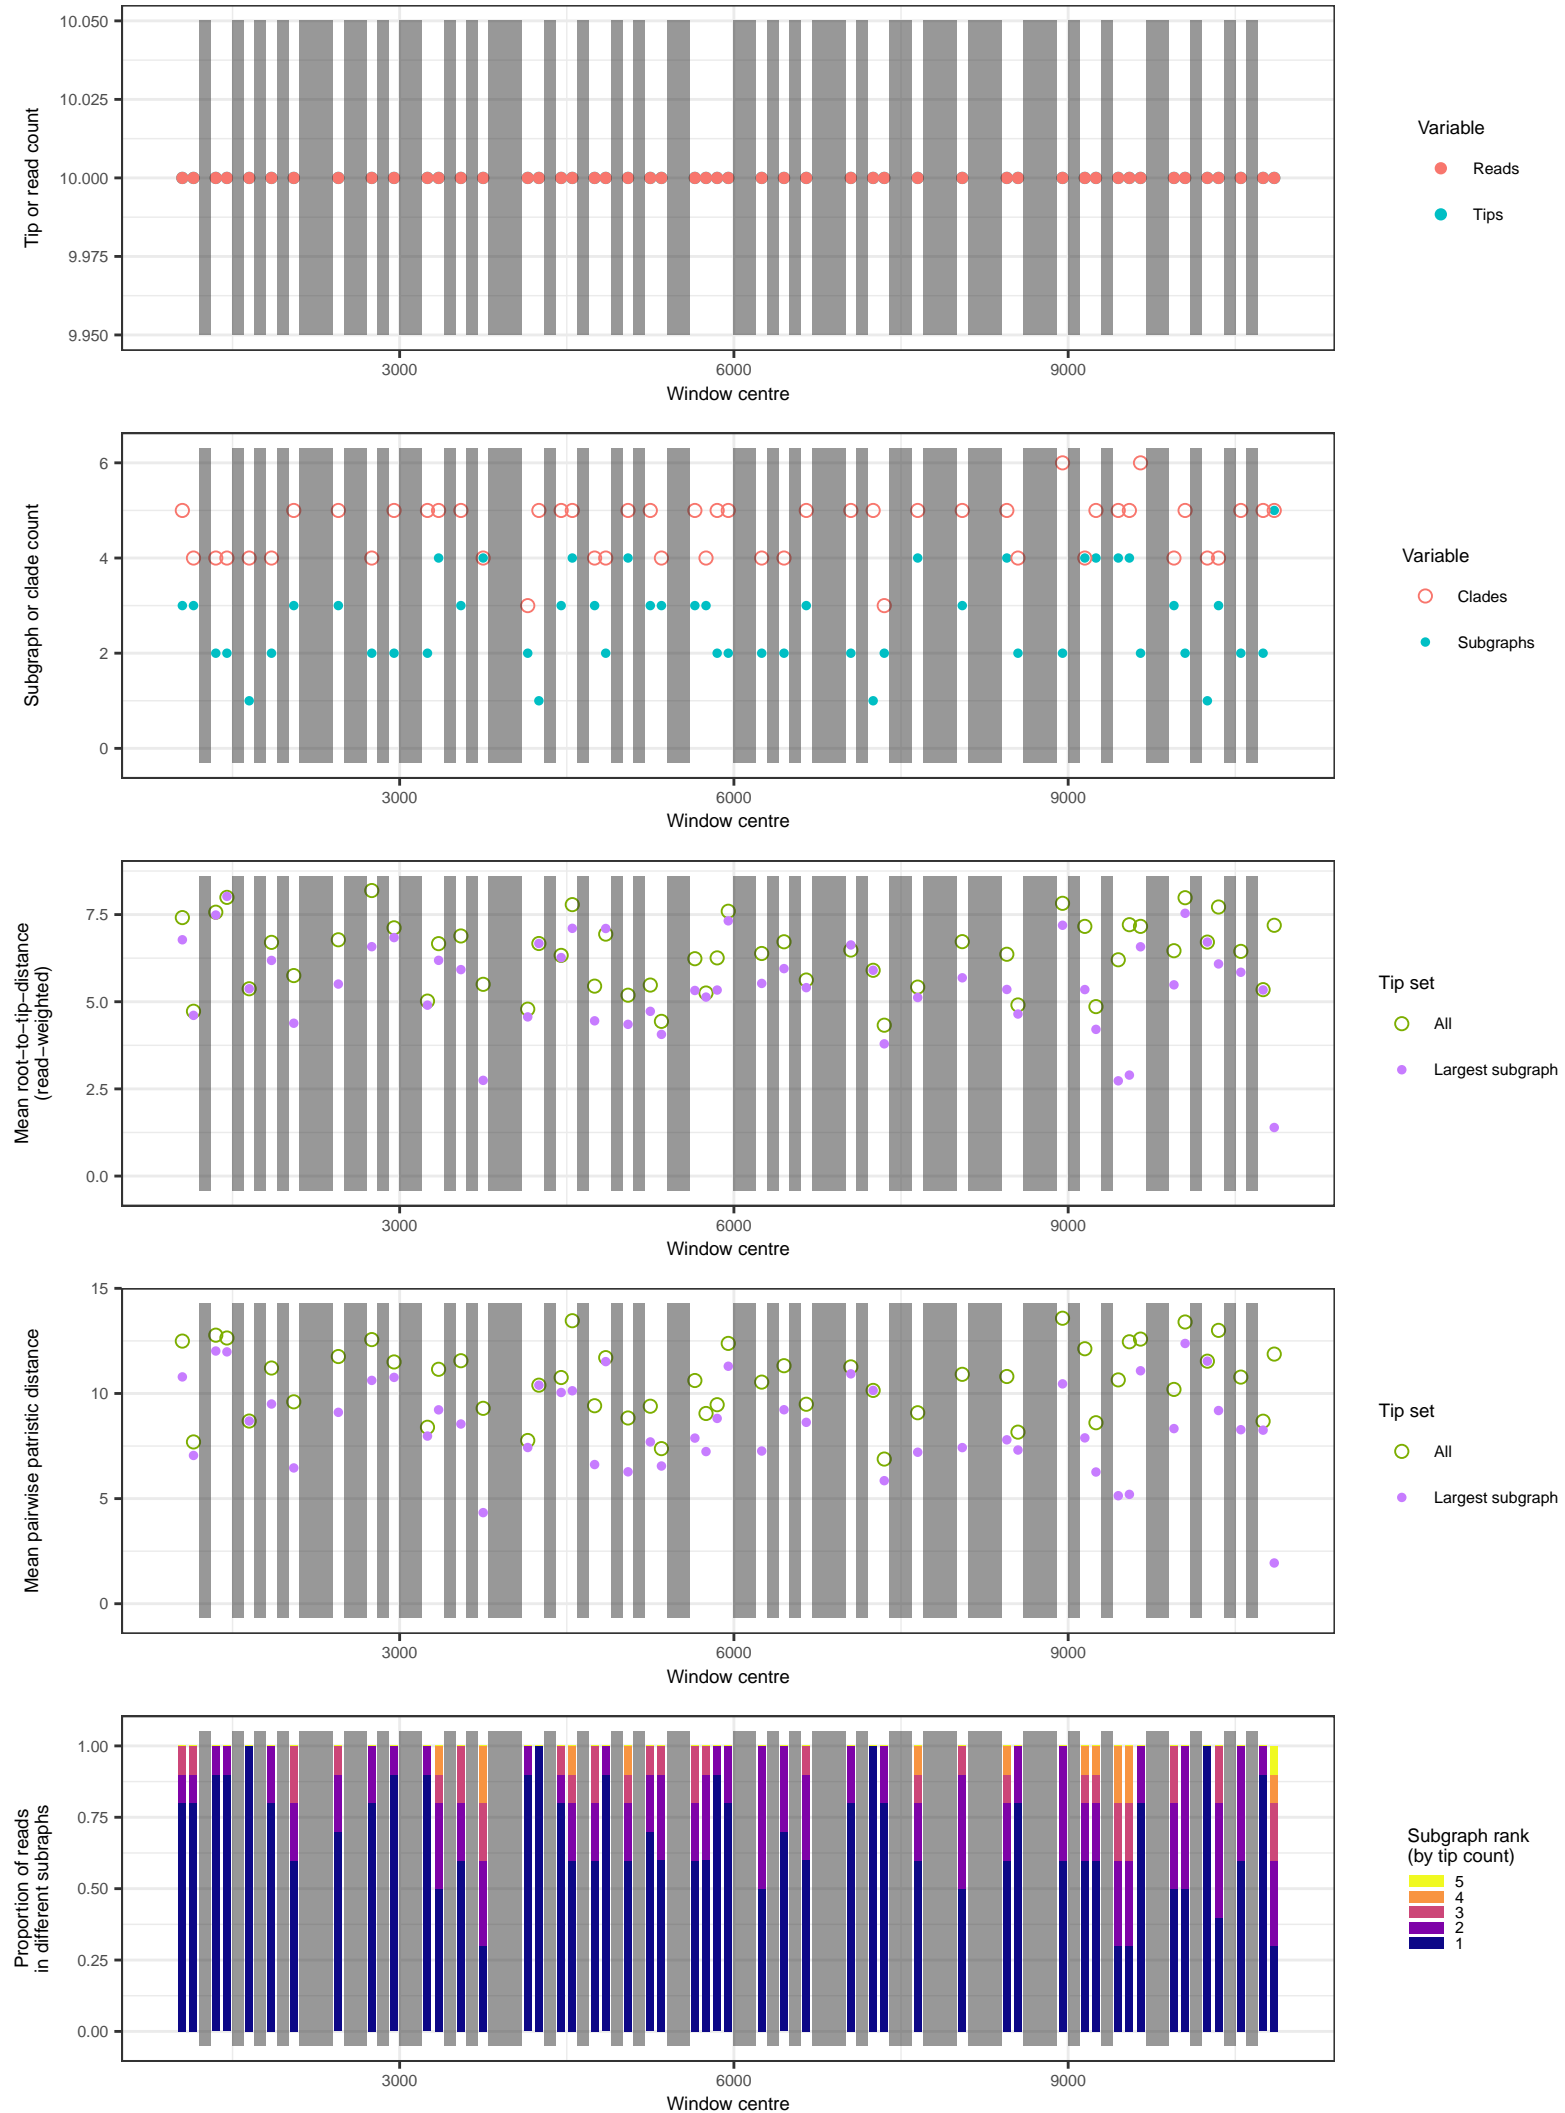 10.050
10.025
10.000
9.975
9.950
Tip or read count
3000
6000
9000
Window centre
Variable
Reads
Tips
6
4
2
0
Subgraph or clade count
3000
6000
9000
Window centre
Variable
Clades
Subgraphs
7.5
5.0
2.5
0.0
Mean root−to−tip−distance
(read−weighted)
3000
6000
9000
Window centre
Tip set
All
Largest subgraph
15
10
5
0
Mean pairwise patristic distance
3000
6000
9000
Window centre
Tip set
All
Largest subgraph
1.00
0.75
0.50
0.25
0.00
Proportion of reads
in different subraphs
3000
6000
9000
Window centre
Subgraph rank
(by tip count)
5
4
3
2
1